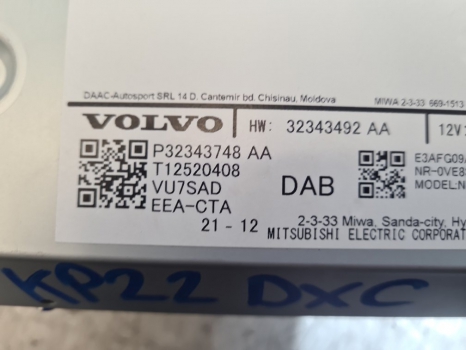 DAAC-Autosport SRL 14 D, Cantemir bd. Chisinau, Moldova MIWA 2-3-33 669-1513
VOLVO HW: 32343492 AA 12V
P32343748 AA
T12520408
VU7SAD
EEA-CTA
21 - 12
DAB
E3AFG09
NR-0VE8
MODELN
2-3-33 Miwa, Sanda-city, Hy
MITSUBISHI ELECTRIC CORPORAT
KP22 DXC